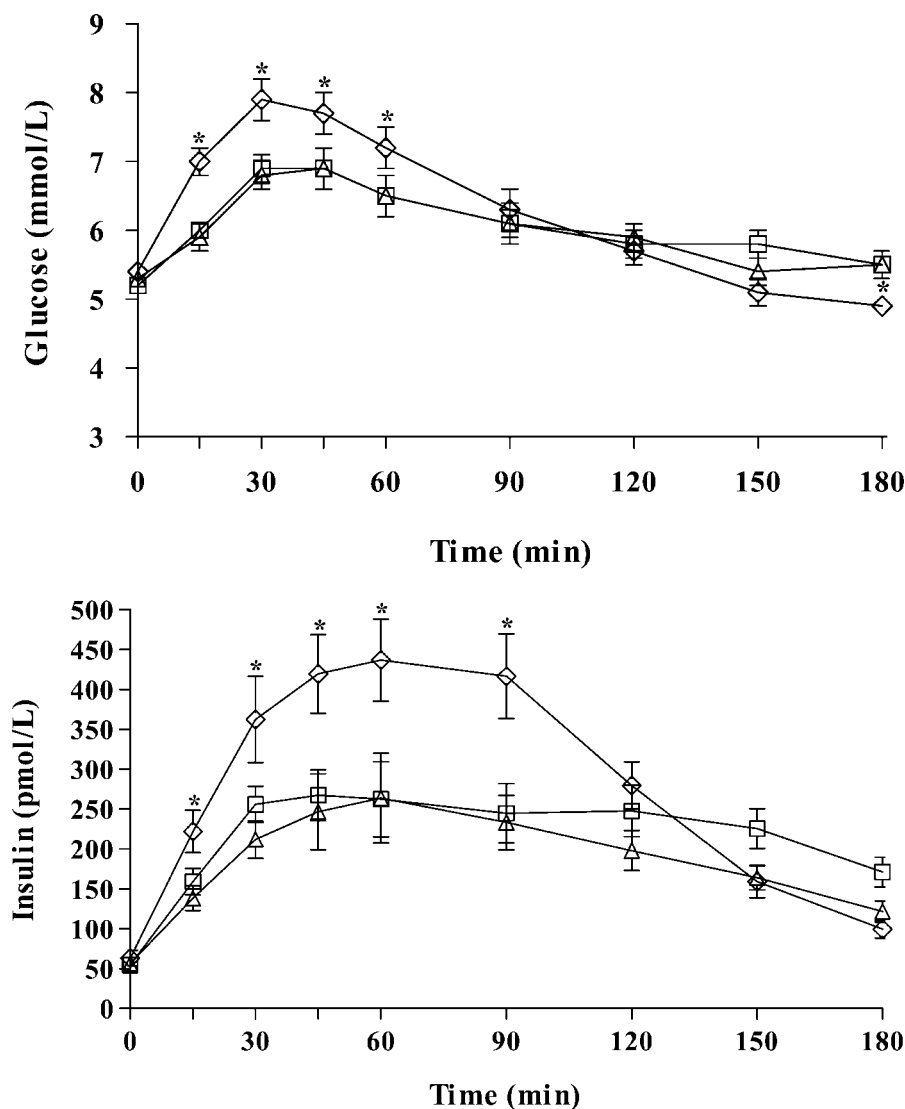 9
8
7
6
5
4
3
Glucose (mmol/L)
* * * * *
0 30 60 90 120 150 180
Time (min)
500
450
400
350
300
250
200
150
100
50
0
Insulin (pmol/L)
* * * * *
0 30 60 90 120 150 180
Time (min)